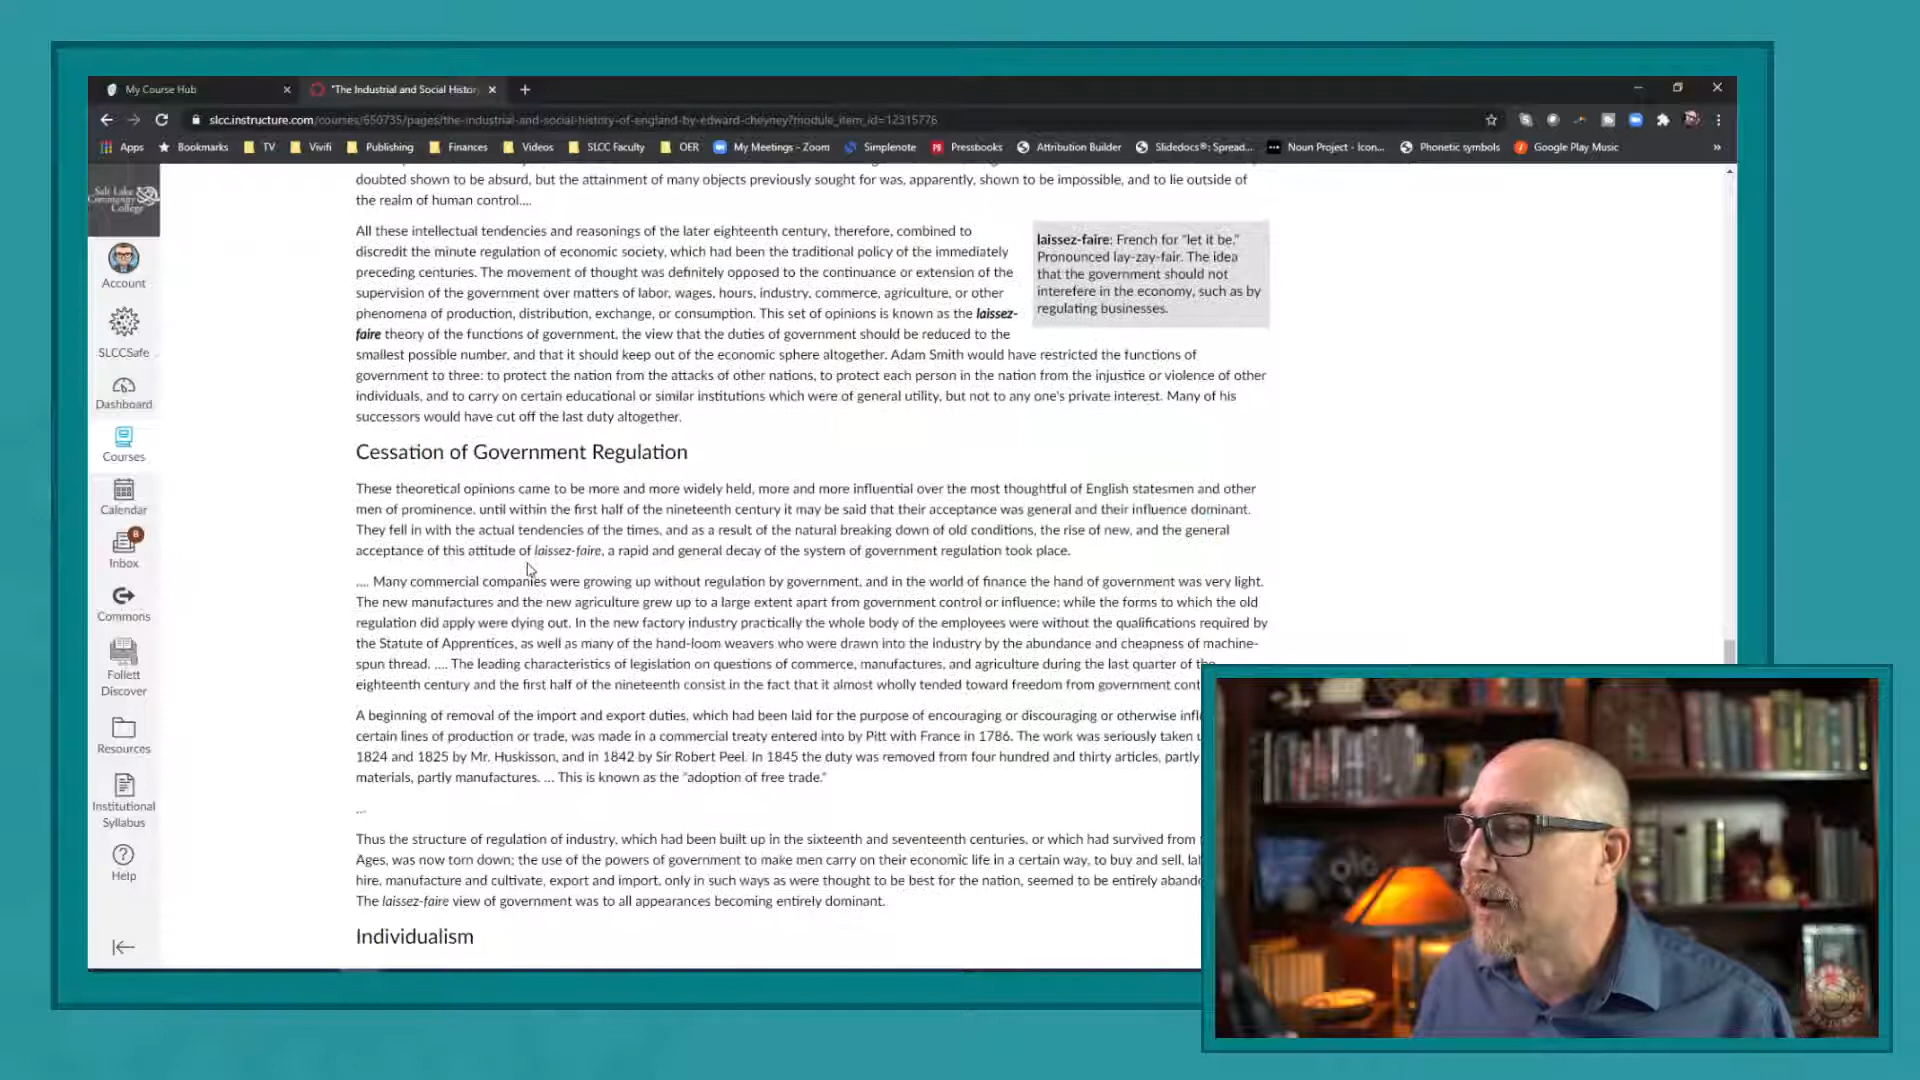 My Course Hub
"The Industrial and Social Histor
slcc.instructure.com/courses/650735/pages/the-industrial-and-social-history-of-england-by-edward-cheyney?module_item_id=12315776
Apps Bookmarks TV Vivifi Publishing Finances Videos SLCC Faculty OER My Meetings - Zoom Simplenote Pressbooks Attribution Builder Slidedocs®: Spread... Noun Project - Icon... Phonetic symbols Google Play Music »
Salt Lake
Community
College
Account
SLCCSafe
Dashboard
Courses
Calendar
8
Inbox
Commons
Follett
Discover
Resources
Institutional
Syllabus
Help
doubted shown to be absurd, but the attainment of many objects previously sought for was, apparently, shown to be impossible, and to lie outside of
the realm of human control....
All these intellectual tendencies and reasonings of the later eighteenth century, therefore, combined to
discredit the minute regulation of economic society, which had been the traditional policy of the immediately
preceding centuries. The movement of thought was definitely opposed to the continuance or extension of the
supervision of the government over matters of labor, wages, hours, industry, commerce, agriculture, or other
phenomena of production, distribution, exchange, or consumption. This set of opinions is known as the laissez-
faire theory of the functions of government, the view that the duties of government should be reduced to the
smallest possible number, and that it should keep out of the economic sphere altogether. Adam Smith would have restricted the functions of
government to three: to protect the nation from the attacks of other nations, to protect each person in the nation from the injustice or violence of other
individuals, and to carry on certain educational or similar institutions which were of general utility, but not to any one's private interest. Many of his
successors would have cut off the last duty altogether.
laissez-faire: French for "let it be."
Pronounced lay-zay-fair. The idea
that the government should not
interefere in the economy, such as by
regulating businesses.
Cessation of Government Regulation
These theoretical opinions came to be more and more widely held, more and more influential over the most thoughtful of English statesmen and other
men of prominence, until within the first half of the nineteenth century it may be said that their acceptance was general and their influence dominant.
They fell in with the actual tendencies of the times, and as a result of the natural breaking down of old conditions, the rise of new, and the general
acceptance of this attitude of laissez-faire, a rapid and general decay of the system of government regulation took place.
.... Many commercial companies were growing up without regulation by government, and in the world of finance the hand of government was very light.
The new manufactures and the new agriculture grew up to a large extent apart from government control or influence; while the forms to which the old
regulation did apply were dying out. In the new factory industry practically the whole body of the employees were without the qualifications required by
the Statute of Apprentices, as well as many of the hand-loom weavers who were drawn into the industry by the abundance and cheapness of machine-
spun thread. .... The leading characteristics of legislation on questions of commerce, manufactures, and agriculture during the last quarter of the
eighteenth century and the first half of the nineteenth consist in the fact that it almost wholly tended toward freedom from government cont
A beginning of removal of the import and export duties, which had been laid for the purpose of encouraging or discouraging or otherwise infl
certain lines of production or trade, was made in a commercial treaty entered into by Pitt with France in 1786. The work was seriously taken u
1824 and 1825 by Mr. Huskisson, and in 1842 by Sir Robert Peel. In 1845 the duty was removed from four hundred and thirty articles, partly
materials, partly manufactures. ... This is known as the "adoption of free trade."
...
Thus the structure of regulation of industry, which had been built up in the sixteenth and seventeenth centuries, or which had survived from
Ages, was now torn down; the use of the powers of government to make men carry on their economic life in a certain way, to buy and sell, la
hire, manufacture and cultivate, export and import, only in such ways as were thought to be best for the nation, seemed to be entirely aband
The laissez-faire view of government was to all appearances becoming entirely dominant.
Individualism